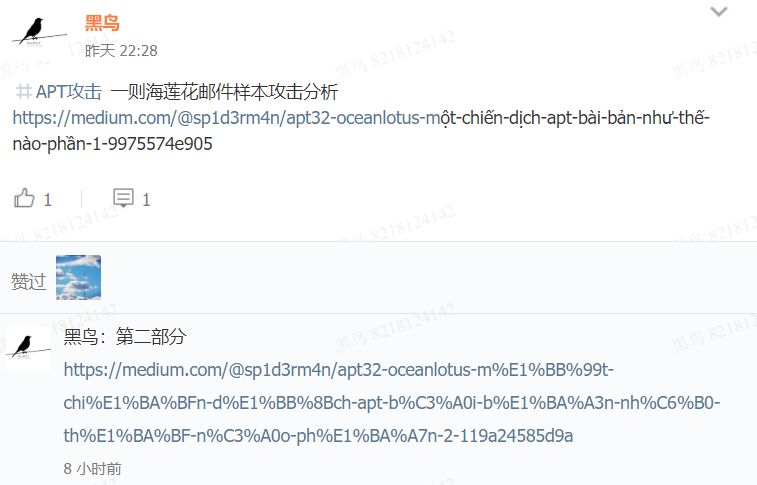 黑鸟
昨天 22:28
#APT攻击 一则海莲花邮件样本攻击分析
https://medium.com/@sp1d3rm4n/apt32-oceanlotus-một-chiến-dịch-apt-bài-bản-như-thế-
nào-phần-1-9975574e905
1 1
赞过
黑鸟：第二部分
https://medium.com/@sp1d3rm4n/apt32-oceanlotus-m%E1%BB%99t-
chi%E1%BA%BFn-d%E1%BB%8Bch-apt-b%C3%A0i-b%E1%BA%A3n-nh%C6%B0-
th%E1%BA%BF-n%C3%A0o-ph%E1%BA%A7n-2-119a24585d9a
8 小时前
黑鸟 8218124142